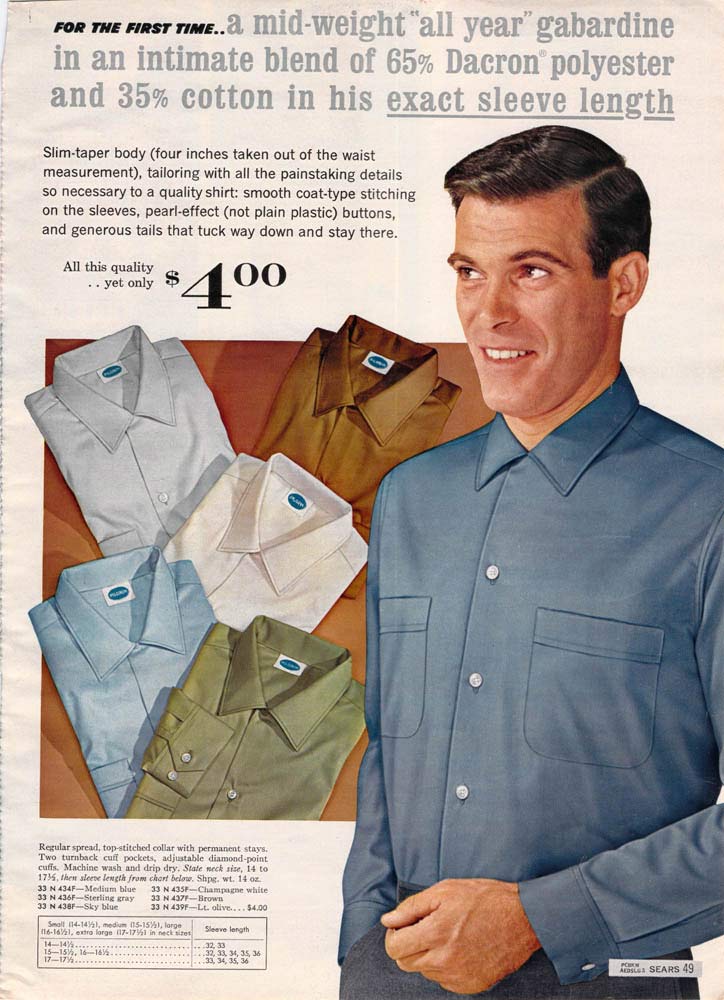 FOR THE FIRST TIME..a mid-weight "all year" gabardine
in an intimate blend of 65% Dacron® polyester
and 35% cotton in his exact sleeve length
Slim-taper body (four inches taken out of the waist
measurement), tailoring with all the painstaking details
so necessary to a quality shirt: smooth coat-type stitching
on the sleeves, pearl-effect (not plain plastic) buttons,
and generous tails that tuck way down and stay there.
All this quality
. . yet only $4.00
Regular spread, top-stitched collar with permanent stays.
Two turnback cuff pockets, adjustable diamond-point
cuffs. Machine wash and drip dry. State neck size, 14 to
17½, then sleeve length from chart below. Shpg. wt. 14 oz.
33 N 434F—Medium blue 33 N 435F—Champagne white
33 N 436F—Sterling gray 33 N 437F—Brown
33 N 438F—Sky blue 33 N 439F—Lt. olive.... $4.00
Small (14-14½), medium (15-15½), large
(16-16½), extra large (17-17½) in neck sizes
Sleeve length
14—14½ 32, 33
15—15½, 16—16½ 32, 33, 34, 35, 36
17—17½ 33, 34, 35, 36
SEARS 49